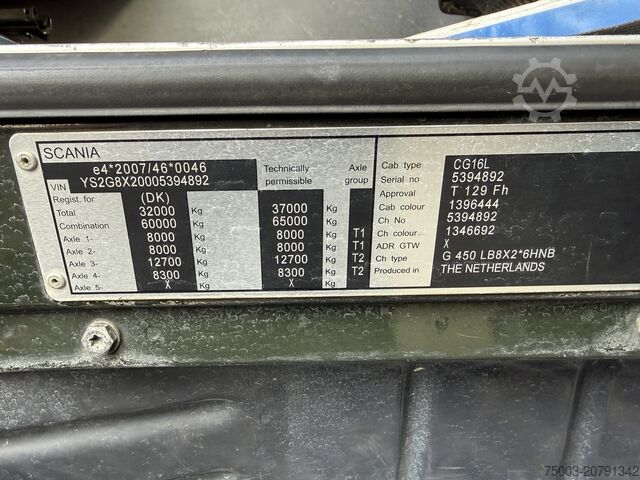 SCANIA
e4*2007/46*0046
VIN YS2G8X20005394892
Regist. for (DK) Technically permissible Axle group
Total 32000 Kg 37000 Kg
Combination 60000 Kg 65000 Kg
Axle 1- 8000 Kg 8000 Kg T1
Axle 2- 8000 Kg 8000 Kg T1
Axle 3- 12700 Kg 12700 Kg T2
Axle 4- 8300 Kg 8300 Kg T2
Axle 5- X Kg X Kg
Cab type CG16L
Serial No 5394892
Approval T 129 Fh
Cab colour 1396444
Ch No 5394892
Ch colour 1346692
ADR GTW X
Ch type G 450 LB8X2*6HNB
Produced in THE NETHERLANDS
75003-20791342